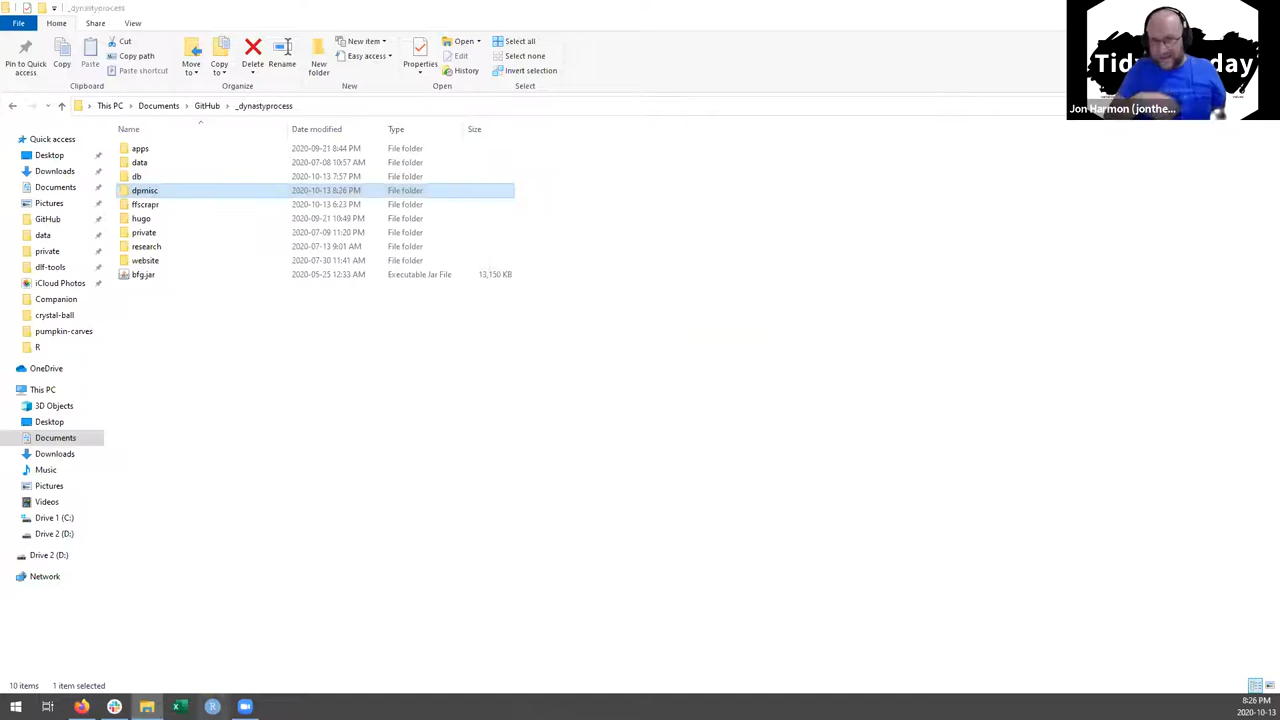 _dynastyprocess
File Home Share View
Pin to Quick access
Copy
Paste
Cut
Copy path
Paste shortcut
Clipboard
Move to
Copy to
Delete
Rename
Organize
New folder
New item
Easy access
New
Properties
Open
Edit
History
Open
Select all
Select none
Invert selection
Select
This PC > Documents > GitHub > _dynastyprocess
Name Date modified Type Size
apps 2020-09-21 8:44 PM File folder
data 2020-07-08 10:57 AM File folder
db 2020-10-13 7:57 PM File folder
dpmisc 2020-10-13 8:26 PM File folder
ffscrapr 2020-10-13 6:23 PM File folder
hugo 2020-09-21 10:49 PM File folder
private 2020-07-09 11:20 PM File folder
research 2020-07-13 9:01 AM File folder
website 2020-07-30 11:41 AM File folder
bfg.jar 2020-05-25 12:33 AM Executable Jar File 13,150 KB
Quick access
Desktop
Downloads
Documents
Pictures
GitHub
data
private
dlf-tools
iCloud Photos
Companion
crystal-ball
pumpkin-carves
R
OneDrive
This PC
3D Objects
Desktop
Documents
Downloads
Music
Pictures
Videos
Drive 1 (C:)
Drive 2 (D:)
Drive 2 (D:)
Network
10 items 1 item selected
8:26 PM
2020-10-13
Jon Harmon (jonthe...